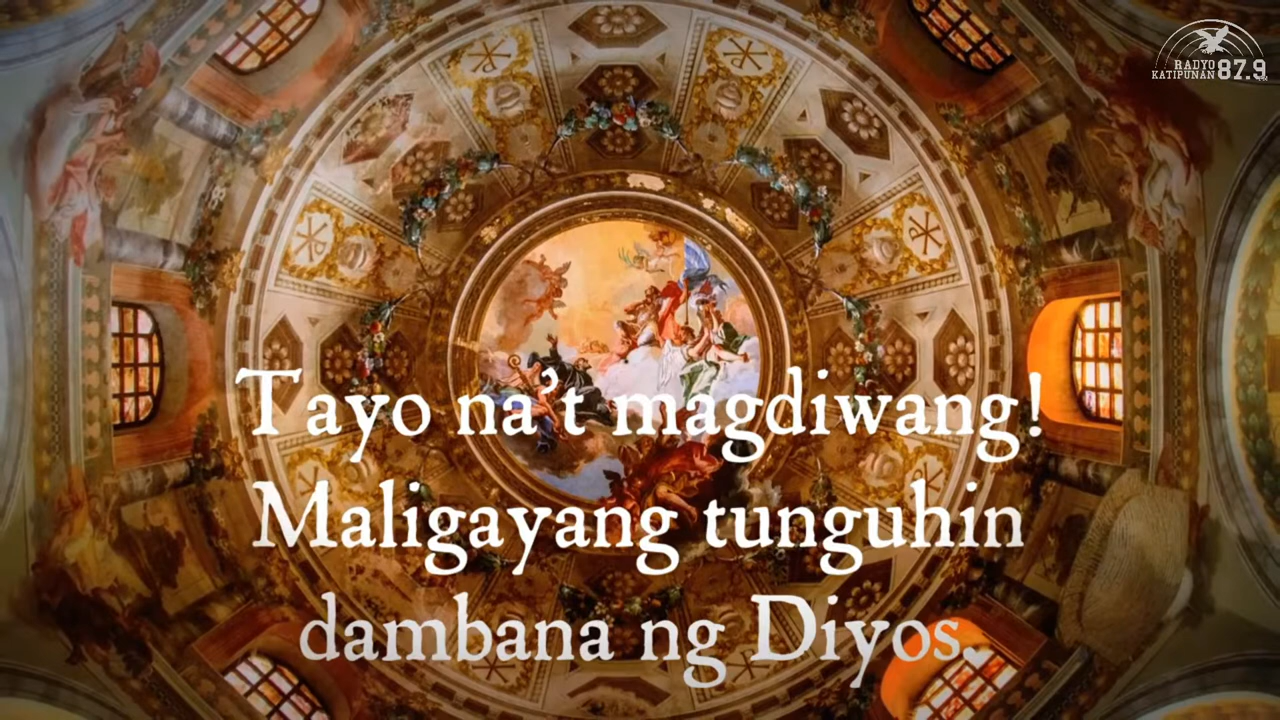 RADYO
KATIPUNAN 87.9
Tayo na't magdiwang!
Maligayang tunguhin
dambana ng Diyos.